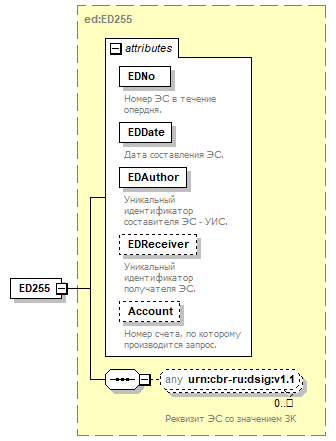 ed:ED255
attributes
EDNo
Номер ЭС в течение
опердня.
EDDate
Дата составления ЭС.
EDAuthor
Уникальный
идентификатор
составителя ЭС - УИС.
EDReceiver
Уникальный
идентификатор
получателя ЭС.
Account
Номер счета, по которому
производится запрос.
ED255
any urn:cbr-ru:dsig:v1.1
0..□
Реквизит ЭС со значением ЗК